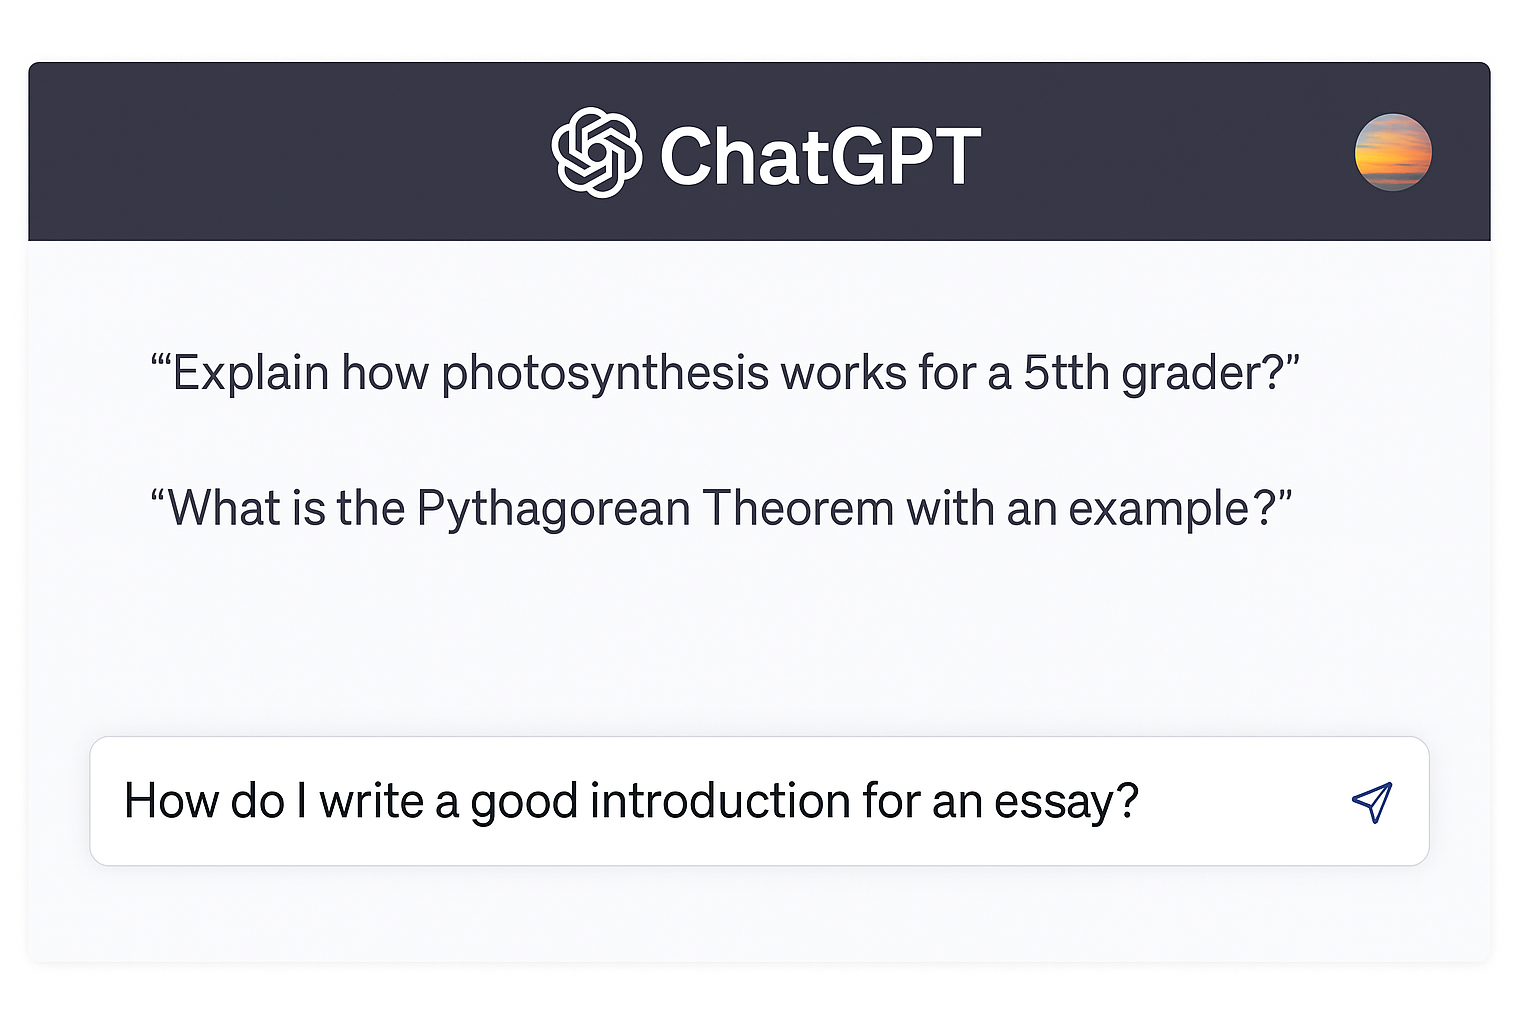 ChatGPT
“‘Explain how photosynthesis works for a 5tth grader?”
“What is the Pythagorean Theorem with an example?”
How do I write a good introduction for an essay?